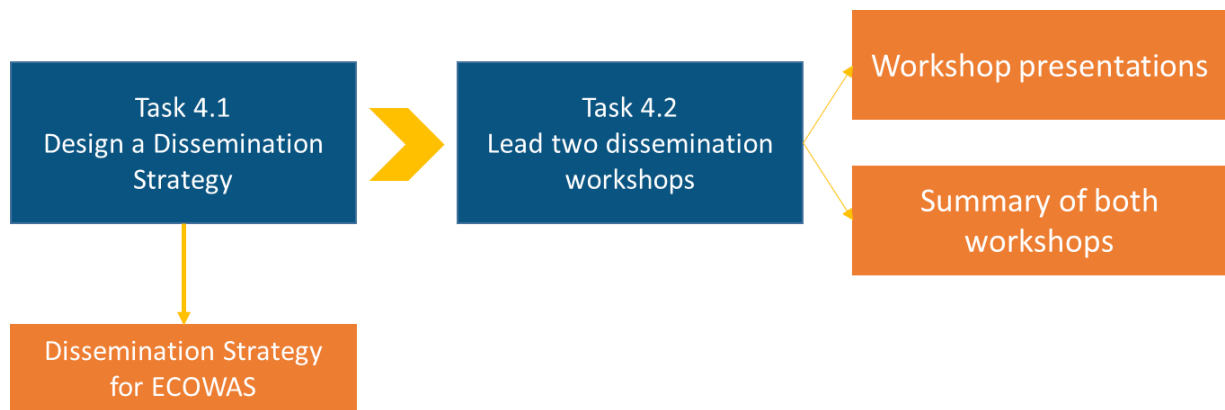 Task 4.1
Design a Dissemination
Strategy
Task 4.2
Lead two dissemination
workshops
Workshop presentations
Summary of both
workshops
Dissemination Strategy
for ECOWAS